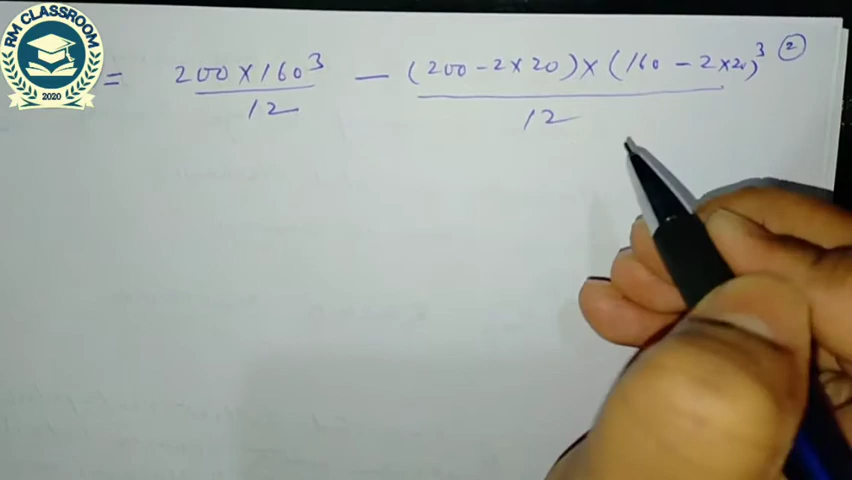 RM CLASSROOM
2020
= 200 × 160³ / 12 − (200 − 2 × 20) × (160 − 2 × 20)³ / 12
2